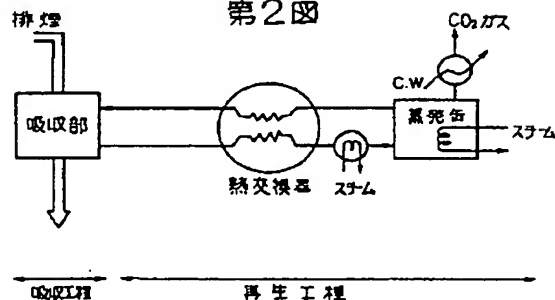 第2図
排煙
CO₂ガス
C.W.
吸収部
蒸発缶
スチーム
熱交換器
スチーム
吸収工程
再生工程